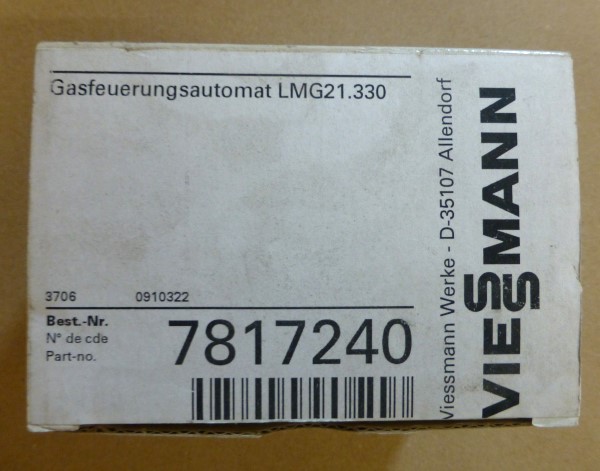 Gasfeuerungsautomat LMG21.330
3706 0910322
Best.-Nr.
N° de cde
Part-no.
7817240
Viessmann Werke - D-35107 Allendorf
VIESSMANN